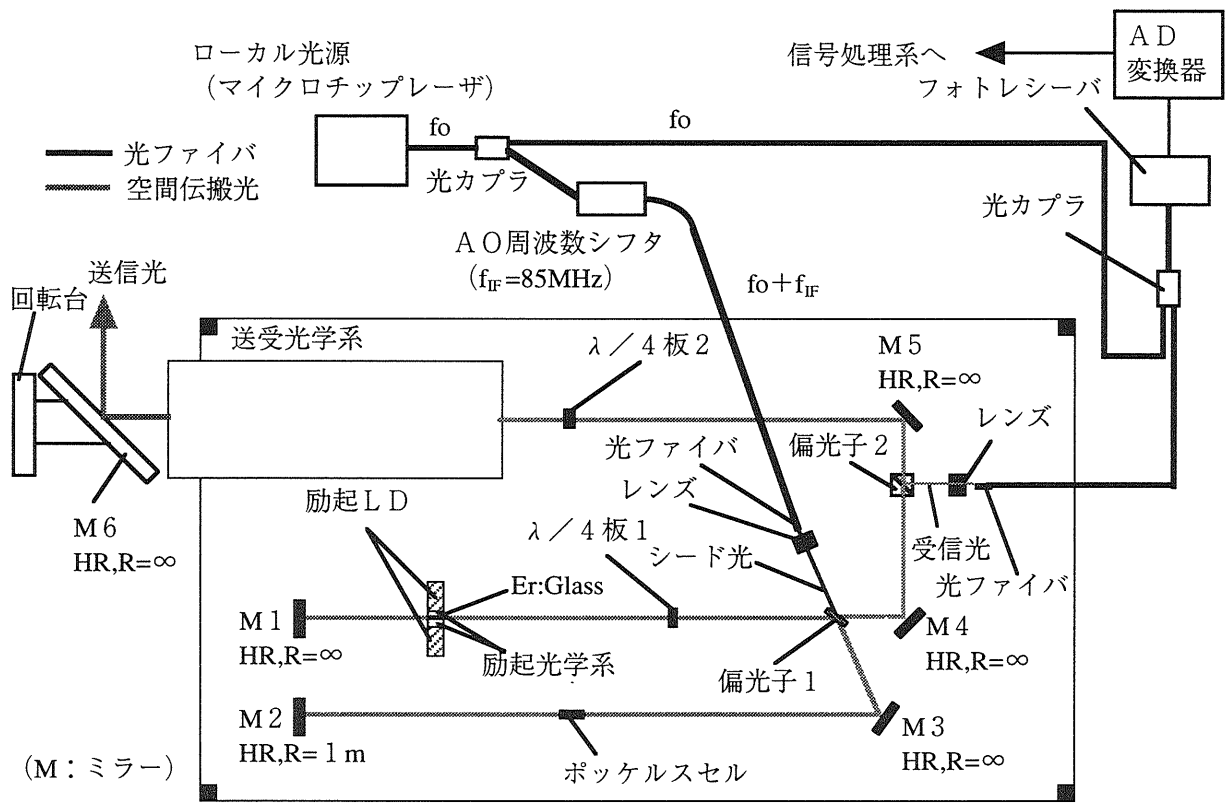 ローカル光源
(マイクロチップレーザ)
信号処理系へ
AD
変換器
フォトレシーバ
fo
fo
光ファイバ
空間伝搬光
光カプラ
光カプラ
AO周波数シフタ
(f_IF=85MHz)
fo+f_IF
送信光
回転台
送受光学系
λ/4板2
M5
HR,R=∞
レンズ
偏光子2
光ファイバ
レンズ
シード光
受信光
光ファイバ
M6
HR,R=∞
励起LD
λ/4板1
Er:Glass
M1
HR,R=∞
励起光学系
偏光子1
M4
HR,R=∞
M2
HR,R=1m
M3
HR,R=∞
ポッケルスセル
(M:ミラー)